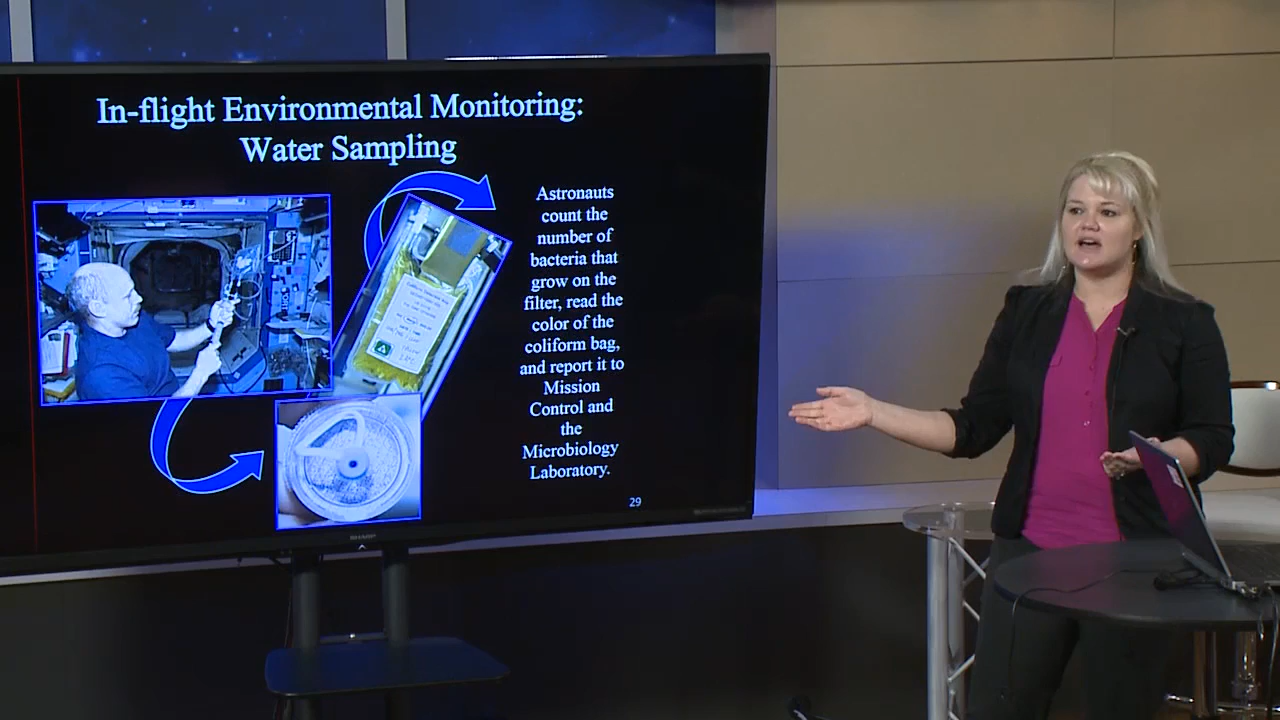 In-flight Environmental Monitoring:
Water Sampling
Astronauts
count the
number of
bacteria that
grow on the
filter, read the
color of the
coliform bag,
and report it to
Mission
Control and
the
Microbiology
Laboratory.
29
SHARP